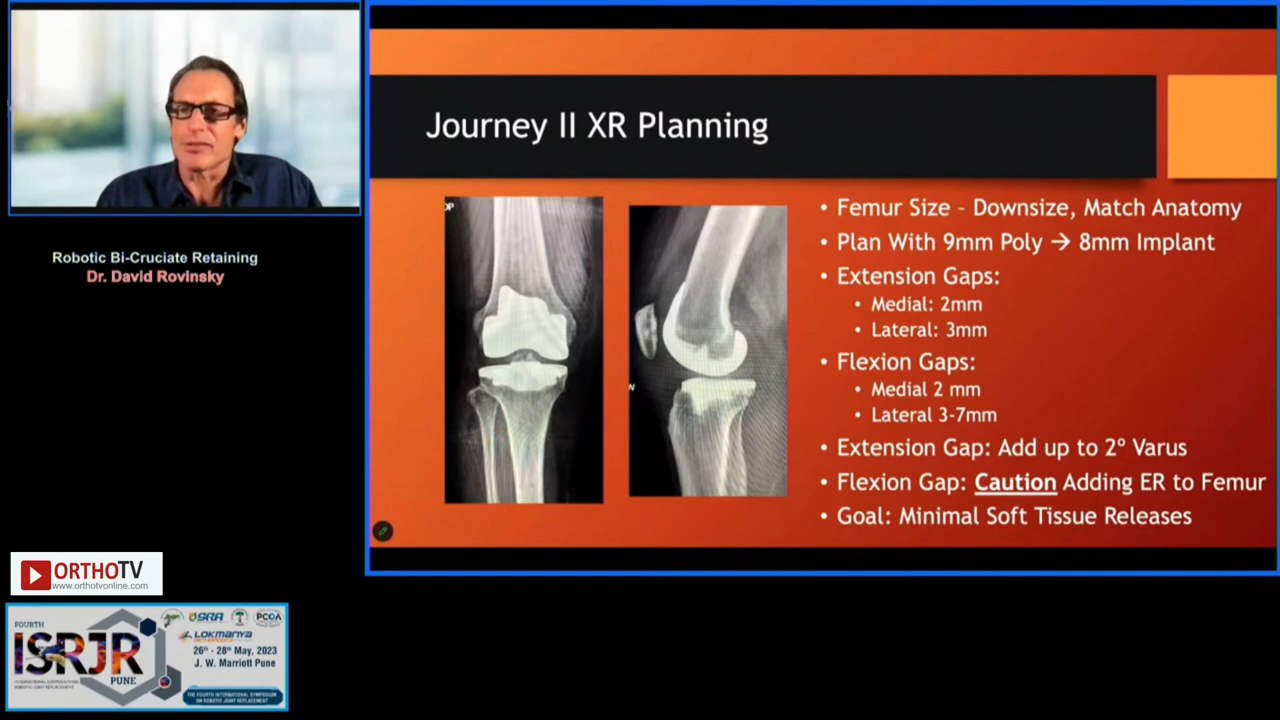 Robotic Bi-Cruciate Retaining
Dr. David Rovinsky
Journey II XR Planning
• Femur Size – Downsize, Match Anatomy
• Plan With 9mm Poly → 8mm Implant
• Extension Gaps:
• Medial: 2mm
• Lateral: 3mm
• Flexion Gaps:
• Medial 2 mm
• Lateral 3-7mm
• Extension Gap: Add up to 2° Varus
• Flexion Gap: Caution Adding ER to Femur
• Goal: Minimal Soft Tissue Releases
OP
W
ORTHOTV
www.orthotvonline.com
FOURTH
ISRJR
PUNE
SRA
PCOA
LOKMANYA
26th - 28th May, 2023
J. W. Marriott Pune
THE FOURTH INTERNATIONAL SYMPOSIUM
ON ROBOTIC JOINT REPLACEMENT